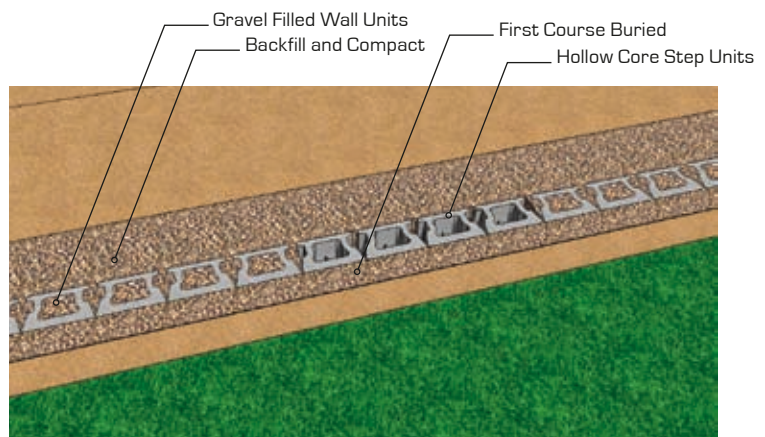 Gravel Filled Wall Units
Backfill and Compact
First Course Buried
Hollow Core Step Units